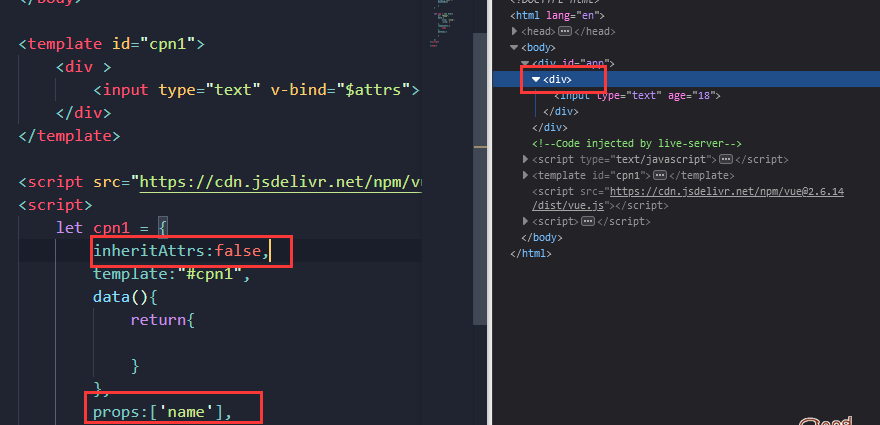 </body>
<template id="cpn1">
<div >
<input type="text" v-bind="$attrs">
</div>
</template>
<script src="https://cdn.jsdelivr.net/npm/vu
<script>
let cpn1 = {
inheritAttrs:false,
template:"#cpn1",
data(){
return{
}
},
props:['name'],
<!DOCTYPE html>
<html lang="en">
<head></head>
<body>
<div id="app">
<div>
<input type="text" age="18">
</div>
</div>
<!--Code injected by live-server-->
<script type="text/javascript"></script>
<template id="cpn1"></template>
<script src="https://cdn.jsdelivr.net/npm/vue@2.6.14
/dist/vue.js"></script>
<script></script>
</body>
</html>
Good